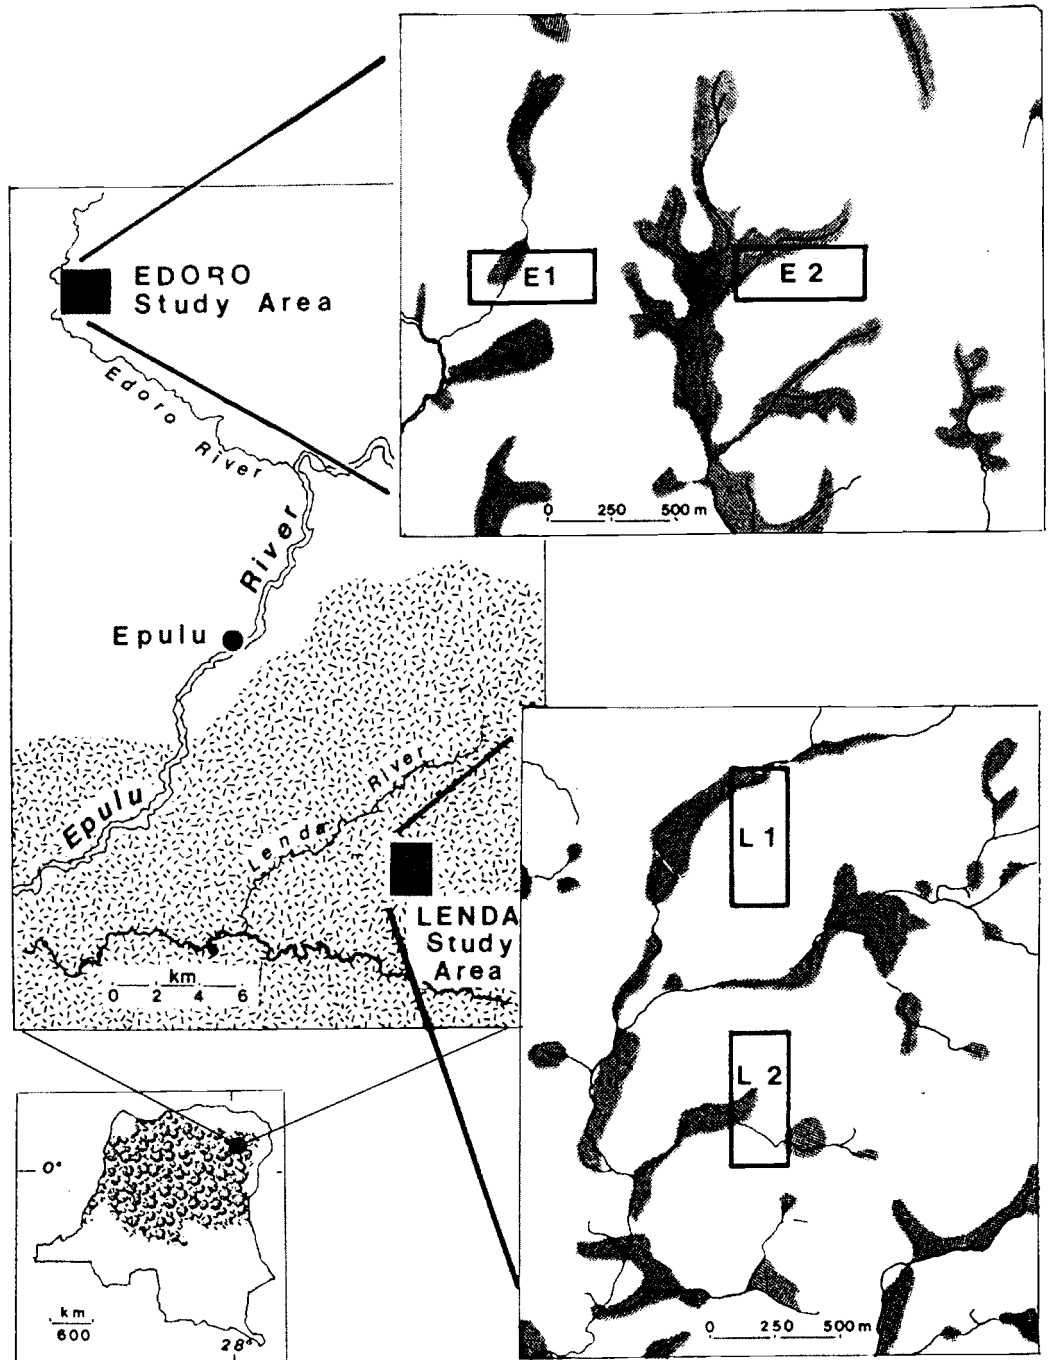 E1
E 2
EDORO
Study Area
Edoro River
0 250 500 m
River
Epulu
Epulu
Lenda River
L 1
LENDA
Study
Area
km
0 2 4 6
L 2
0°
km
600
28°
0 250 500 m